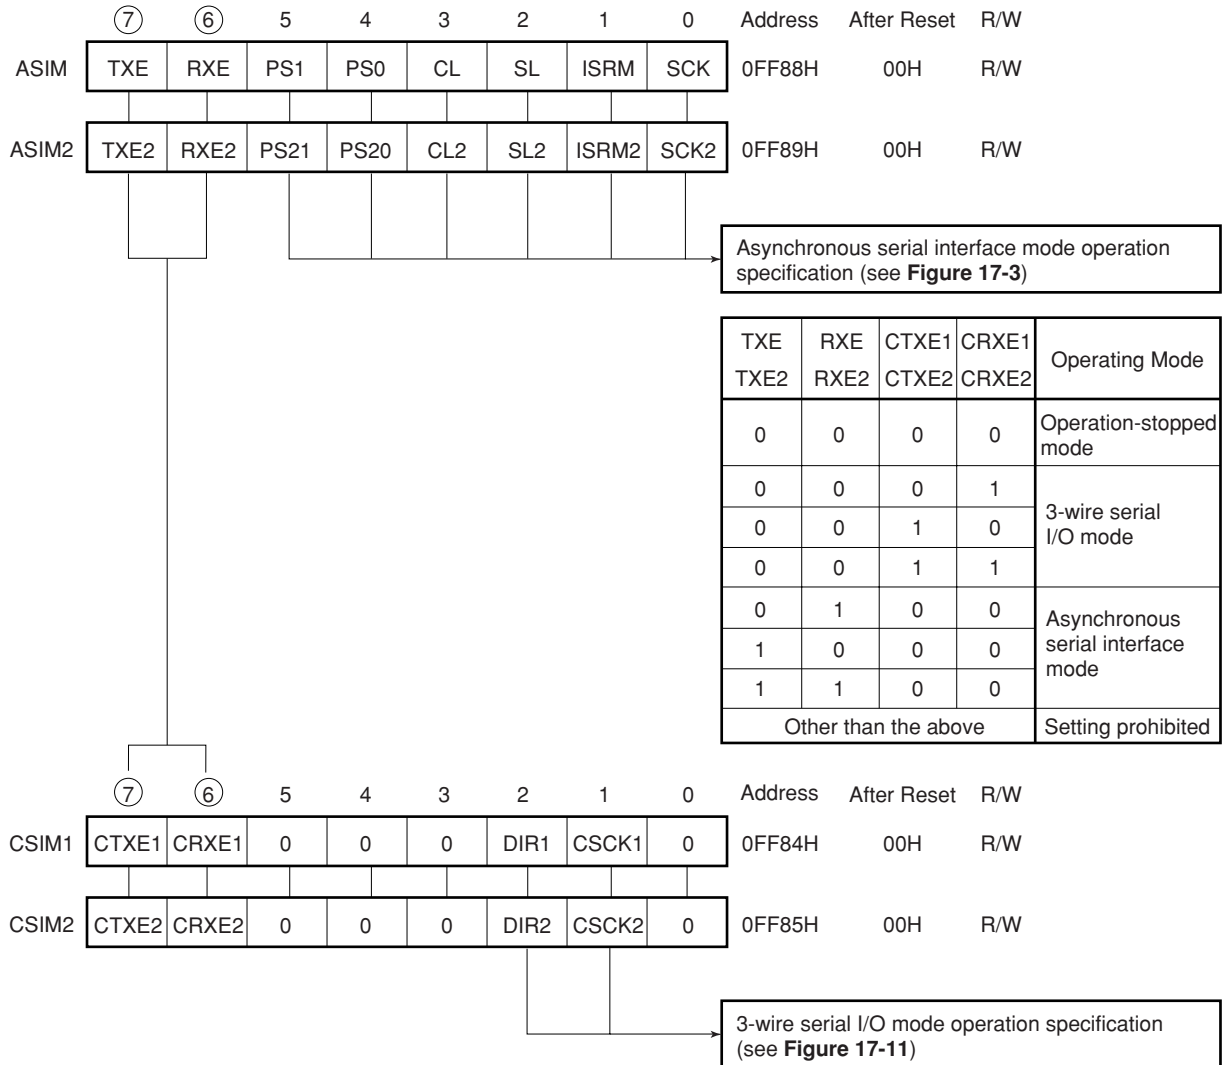 7 6 5 4 3 2 1 0 Address After Reset R/W
ASIM TXE RXE PS1 PS0 CL SL ISRM SCK 0FF88H 00H R/W
ASIM2 TXE2 RXE2 PS21 PS20 CL2 SL2 ISRM2 SCK2 0FF89H 00H R/W
Asynchronous serial interface mode operation
specification (see Figure 17-3)
TXE RXE CTXE1 CRXE1 Operating Mode
TXE2 RXE2 CTXE2 CRXE2
0 0 0 0 Operation-stopped
mode
0 0 0 1 3-wire serial
0 0 1 0 I/O mode
0 0 1 1
0 1 0 0 Asynchronous
1 0 0 0 serial interface
1 1 0 0 mode
Other than the above Setting prohibited
7 6 5 4 3 2 1 0 Address After Reset R/W
CSIM1 CTXE1 CRXE1 0 0 0 DIR1 CSCK1 0 0FF84H 00H R/W
CSIM2 CTXE2 CRXE2 0 0 0 DIR2 CSCK2 0 0FF85H 00H R/W
3-wire serial I/O mode operation specification
(see Figure 17-11)